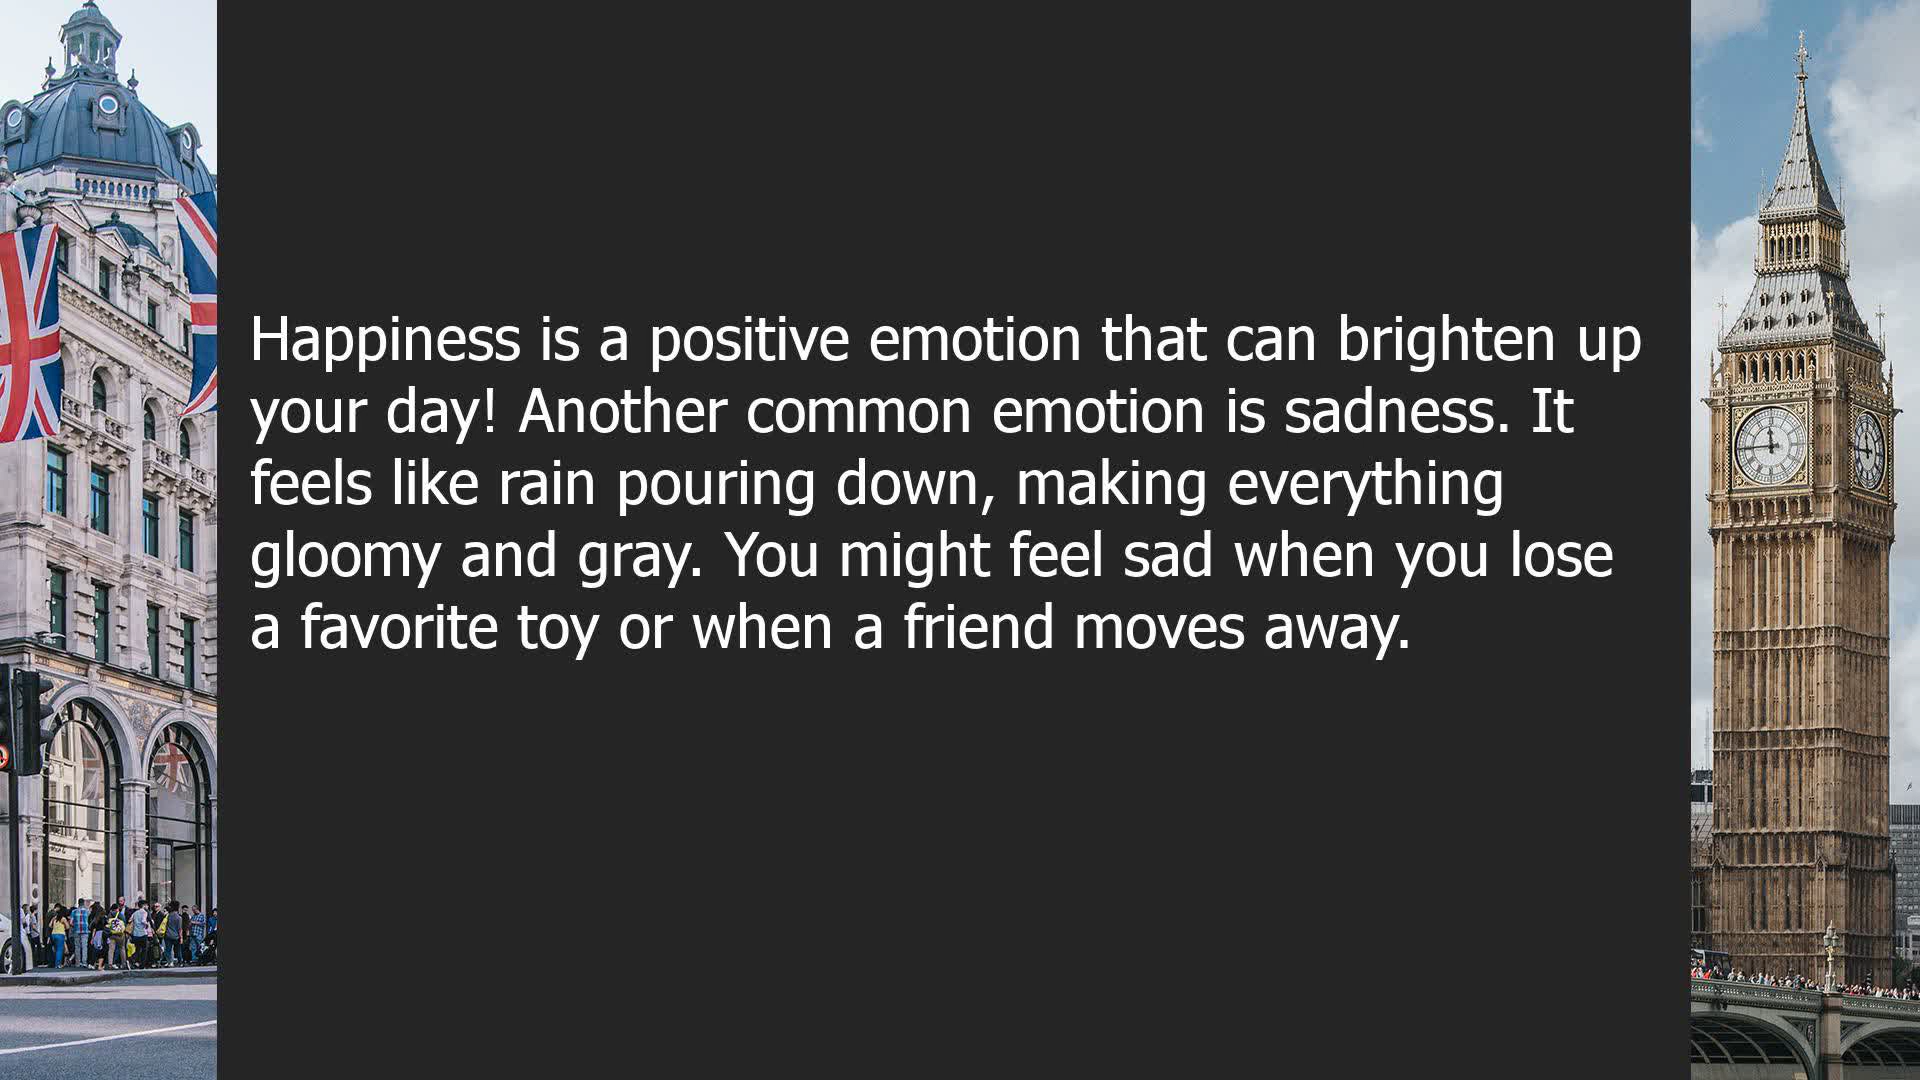 Happiness is a positive emotion that can brighten up
your day! Another common emotion is sadness. It
feels like rain pouring down, making everything
gloomy and gray. You might feel sad when you lose
a favorite toy or when a friend moves away.